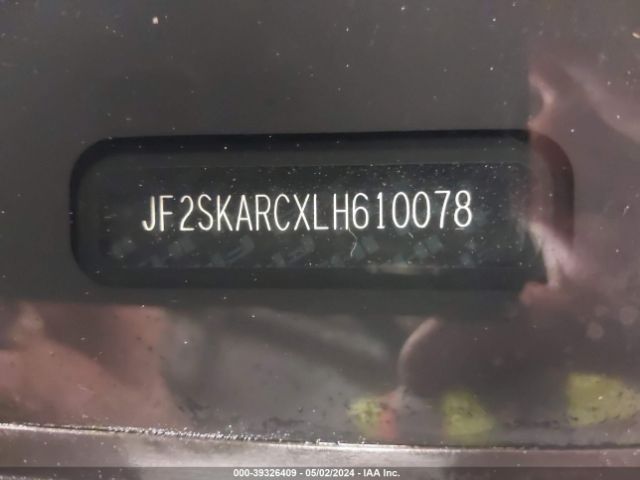 JF2SKARCXLH610078
000-39326409 - 05/02/2024 - IAA Inc.